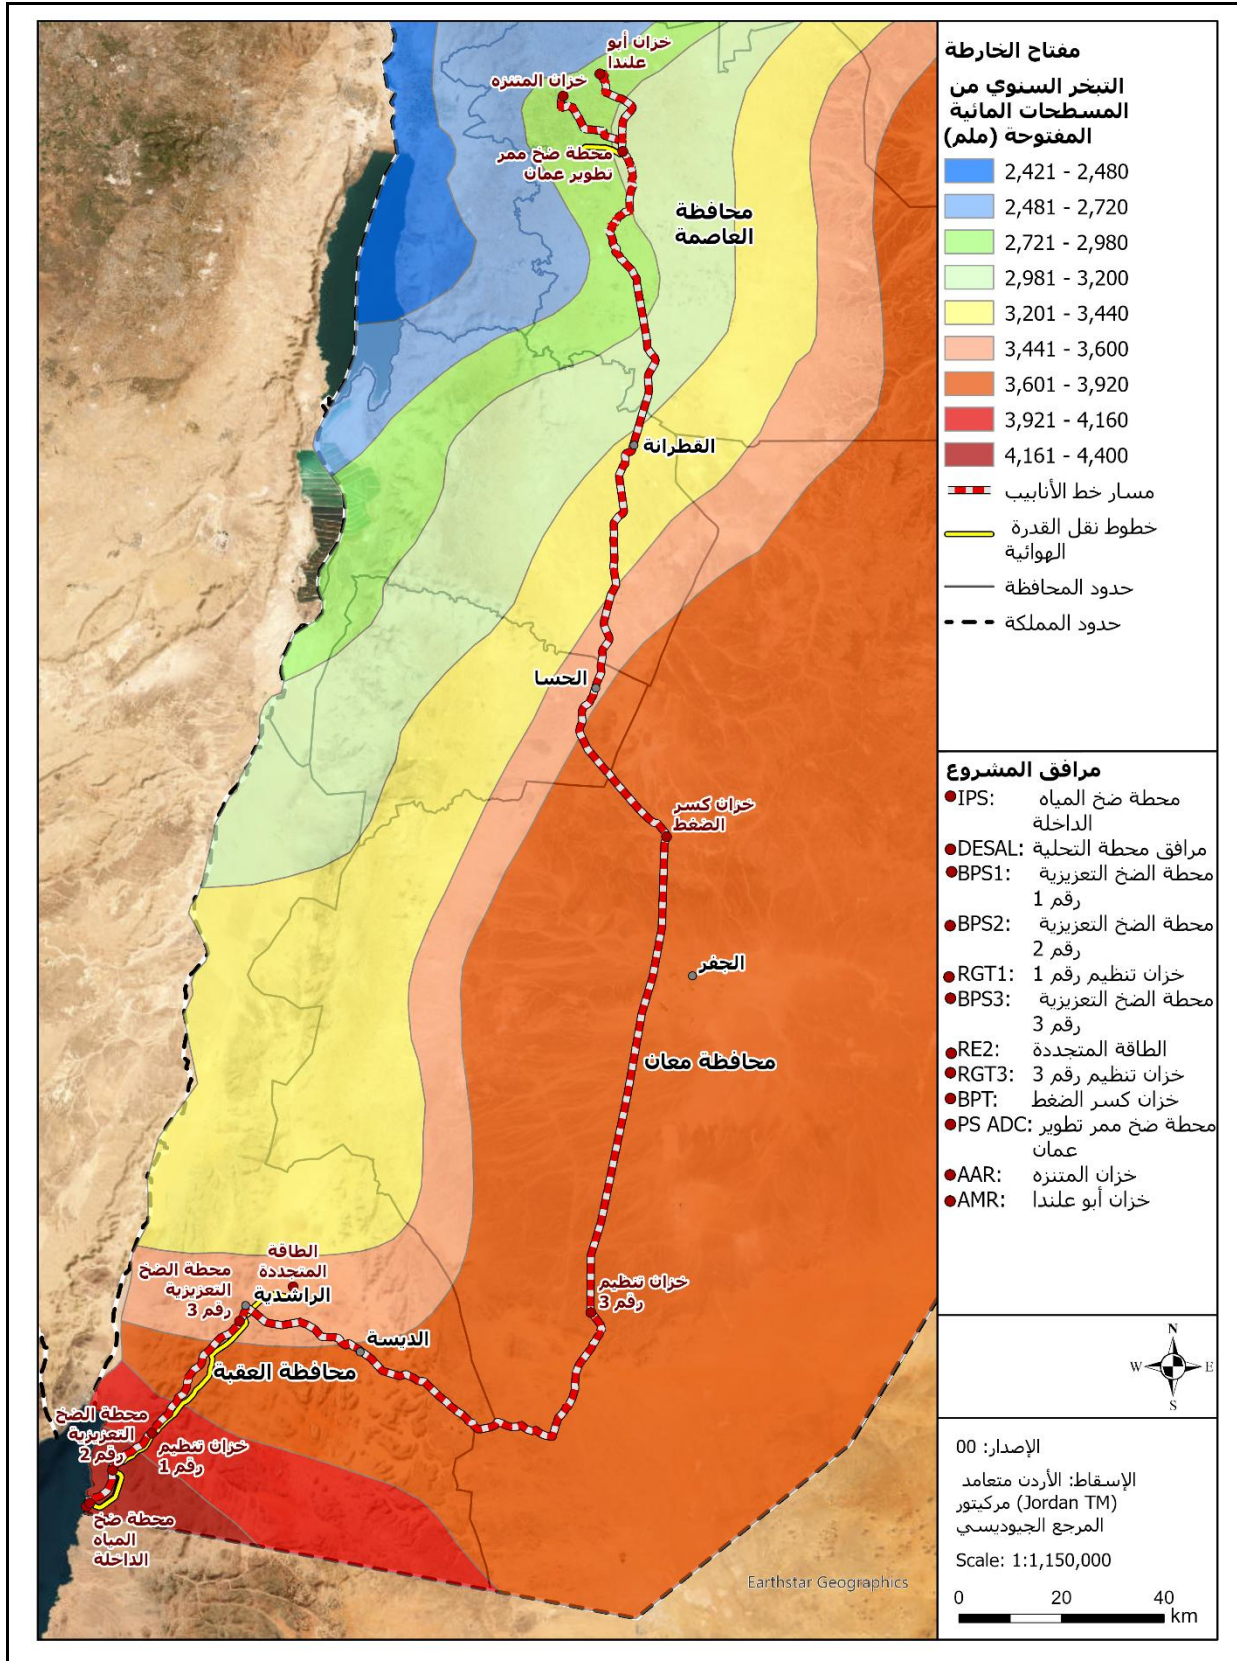 خزان أبو
علندا
خزان المتنزه
محطة ضخ ممر
تطوير عمان
محافظة
العاصمة
القطرانة
الحسا
خزان كسر
الضغط
الجفر
محافظة معان
الطاقة
المتجددة
محطة الضخ
التعزيزية
رقم 3
الراشدية
خزان تنظيم
رقم 3
الديسة
محافظة العقبة
محطة الضخ
التعزيزية
رقم 2
خزان تنظيم
رقم 1
محطة ضخ
المياه
الداخلة
Earthstar Geographics
مفتاح الخارطة
التبخر السنوي من
المسطحات المائية
المفتوحة (ملم)
2,421 - 2,480
2,481 - 2,720
2,721 - 2,980
2,981 - 3,200
3,201 - 3,440
3,441 - 3,600
3,601 - 3,920
3,921 - 4,160
4,161 - 4,400
مسار خط الأنابيب
خطوط نقل القدرة
الهوائية
حدود المحافظة
حدود المملكة
مرافق المشروع
IPS: محطة ضخ المياه
الداخلة
DESAL: مرافق محطة التحلية
BPS1: محطة الضخ التعزيزية
رقم 1
BPS2: محطة الضخ التعزيزية
رقم 2
RGT1: خزان تنظيم رقم 1
BPS3: محطة الضخ التعزيزية
رقم 3
RE2: الطاقة المتجددة
RGT3: خزان تنظيم رقم 3
BPT: خزان كسر الضغط
PS ADC: محطة ضخ ممر تطوير
عمان
AAR: خزان المتنزه
AMR: خزان أبو علندا
N
W E
S
الإصدار: 00
الإسقاط: الأردن متعامد
مركيتور (Jordan TM)
المرجع الجيوديسي
Scale: 1:1,150,000
0 20 40
km